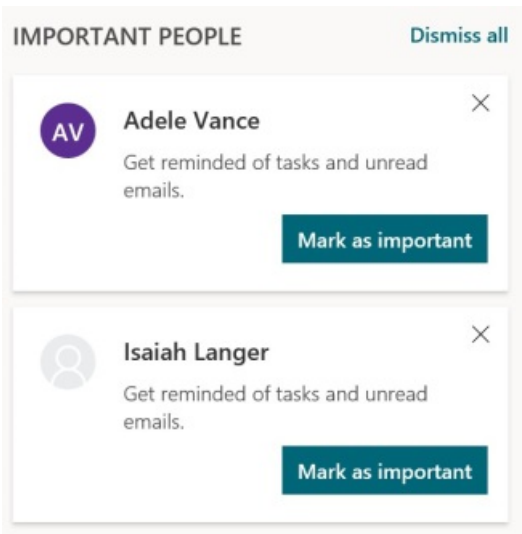 IMPORTANT PEOPLE
Dismiss all
AV
Adele Vance
Get reminded of tasks and unread
emails.
Mark as important
Isaiah Langer
Get reminded of tasks and unread
emails.
Mark as important